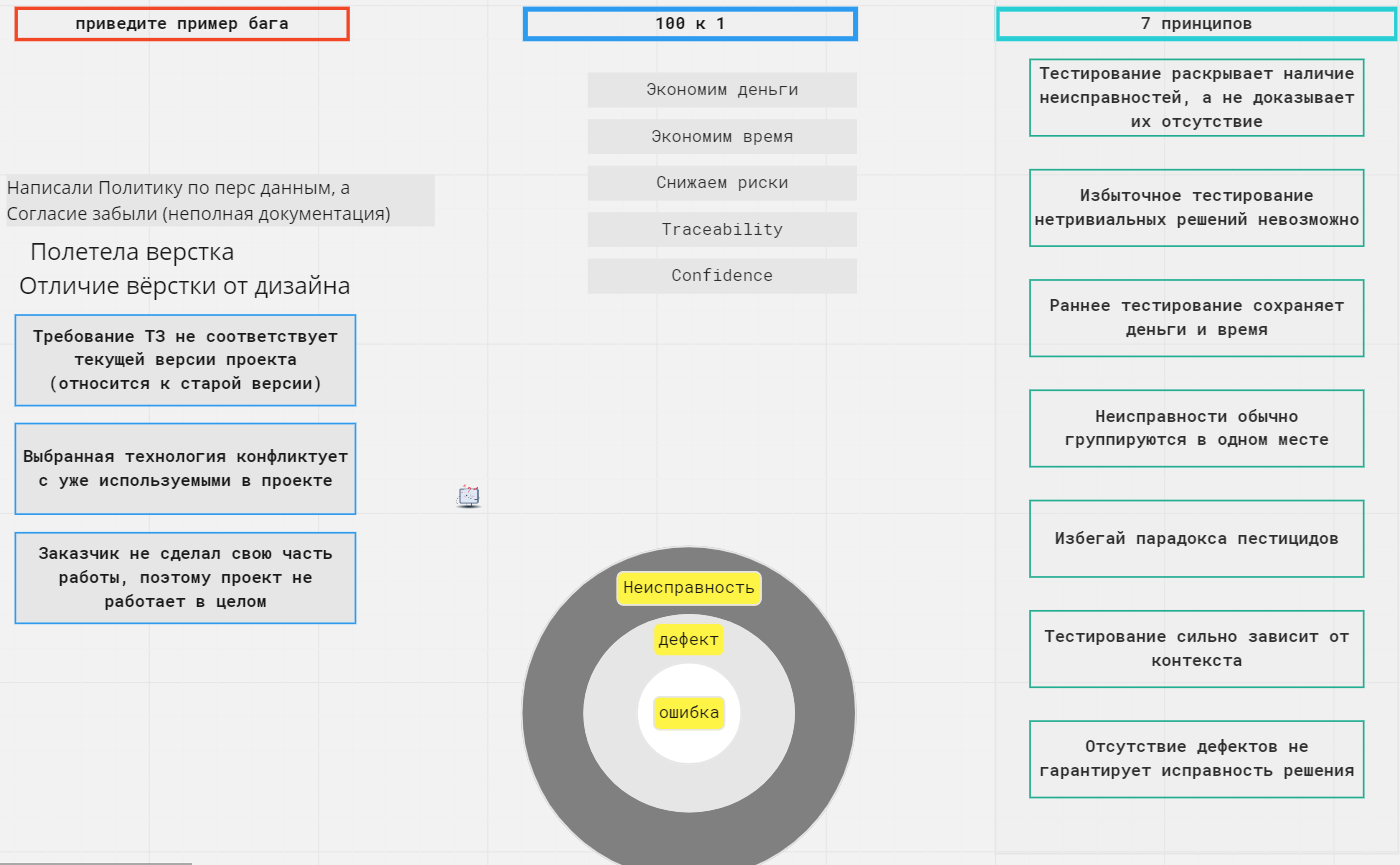 приведите пример бага
Написали Политику по перс данным, а
Согласие забыли (неполная документация)
Полетела верстка
Отличие вёрстки от дизайна
Требование ТЗ не соответствует
текущей версии проекта
(относится к старой версии)
Выбранная технология конфликтует
с уже используемыми в проекте
Заказчик не сделал свою часть
работы, поэтому проект не
работает в целом
100 к 1
Экономим деньги
Экономим время
Снижаем риски
Traceability
Confidence
Неисправность
дефект
ошибка
7 принципов
Тестирование раскрывает наличие
неисправностей, а не доказывает
их отсутствие
Избыточное тестирование
нетривиальных решений невозможно
Раннее тестирование сохраняет
деньги и время
Неисправности обычно
группируются в одном месте
Избегай парадокса пестицидов
Тестирование сильно зависит от
контекста
Отсутствие дефектов не
гарантирует исправность решения